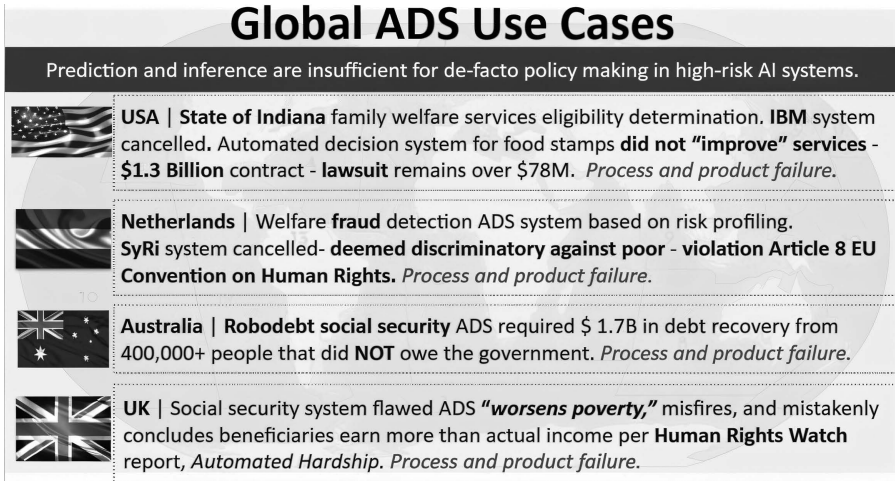 Global ADS Use Cases
Prediction and inference are insufficient for de-facto policy making in high-risk AI systems.
USA | State of Indiana family welfare services eligibility determination. IBM system
cancelled. Automated decision system for food stamps did not “improve” services -
$1.3 Billion contract - lawsuit remains over $78M. Process and product failure.
Netherlands | Welfare fraud detection ADS system based on risk profiling.
SyRi system cancelled- deemed discriminatory against poor - violation Article 8 EU
Convention on Human Rights. Process and product failure.
Australia | Robodebt social security ADS required $ 1.7B in debt recovery from
400,000+ people that did NOT owe the government. Process and product failure.
UK | Social security system flawed ADS “worsens poverty,” misfires, and mistakenly
concludes beneficiaries earn more than actual income per Human Rights Watch
report, Automated Hardship. Process and product failure.